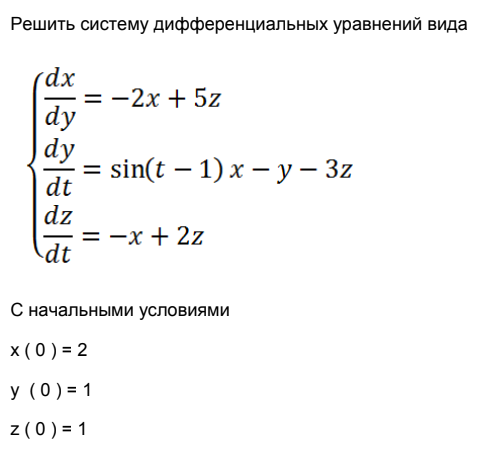 Решить систему дифференциальных уравнений вида
dx/dy = −2x + 5z
dy/dt = sin(t − 1) x − y − 3z
dz/dt = −x + 2z
С начальными условиями
x ( 0 ) = 2
y ( 0 ) = 1
z ( 0 ) = 1